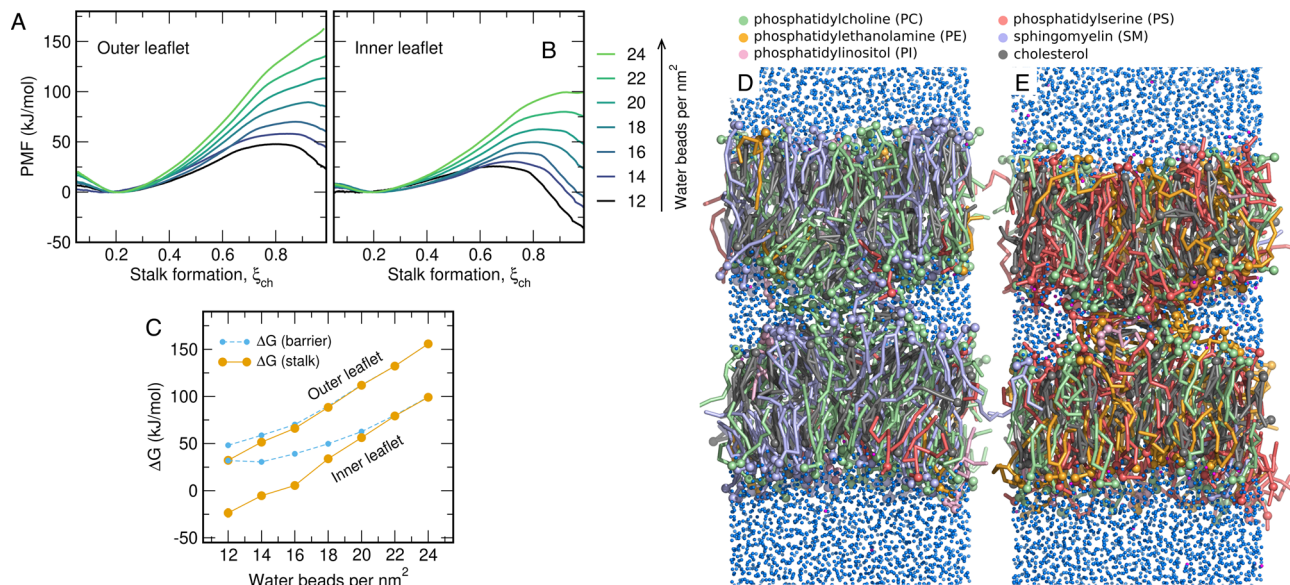 A
Outer leaflet
Inner leaflet
B
PMF (kJ/mol)
150
100
50
0
-50
0.2 0.4 0.6 0.8
0.2 0.4 0.6 0.8 1
Stalk formation, ξch
Stalk formation, ξch
24
22
20
18
16
14
12
Water beads per nm²
C
ΔG (barrier)
ΔG (stalk)
Outer leaflet
Inner leaflet
ΔG (kJ/mol)
150
100
50
0
-50
12 14 16 18 20 22 24
Water beads per nm²
phosphatidylcholine (PC)
phosphatidylethanolamine (PE)
phosphatidylinositol (PI)
phosphatidylserine (PS)
sphingomyelin (SM)
cholesterol
D
E